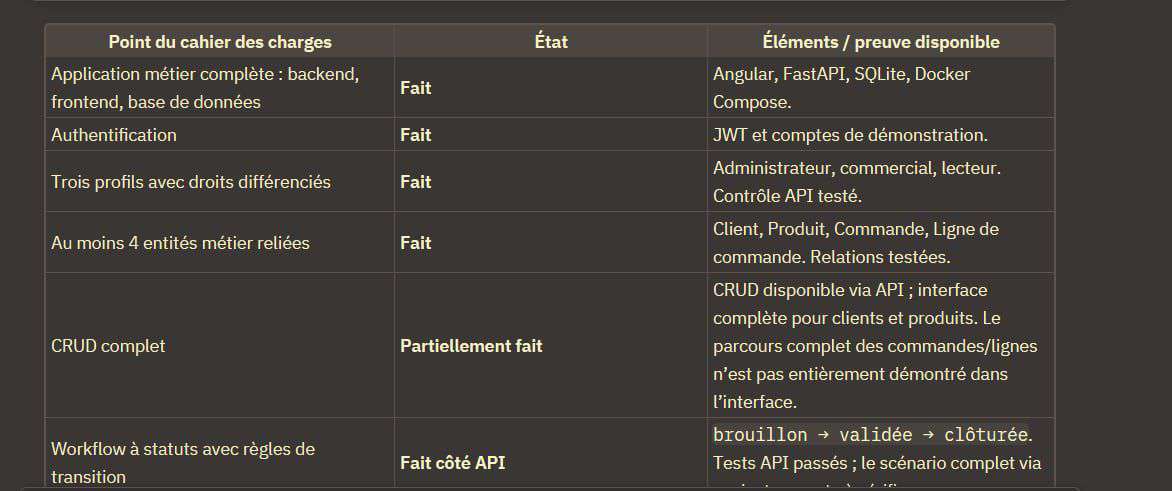 Point du cahier des charges
État
Éléments / preuve disponible
Application métier complète : backend,
frontend, base de données
Fait
Angular, FastAPI, SQLite, Docker
Compose.
Authentification
Fait
JWT et comptes de démonstration.
Trois profils avec droits différenciés
Fait
Administrateur, commercial, lecteur.
Contrôle API testé.
Au moins 4 entités métier reliées
Fait
Client, Produit, Commande, Ligne de
commande. Relations testées.
CRUD complet
Partiellement fait
CRUD disponible via API ; interface
complète pour clients et produits. Le
parcours complet des commandes/lignes
n’est pas entièrement démontré dans
l’interface.
Workflow à statuts avec règles de
transition
Fait côté API
brouillon → validée → clôturée.
Tests API passés ; le scénario complet via